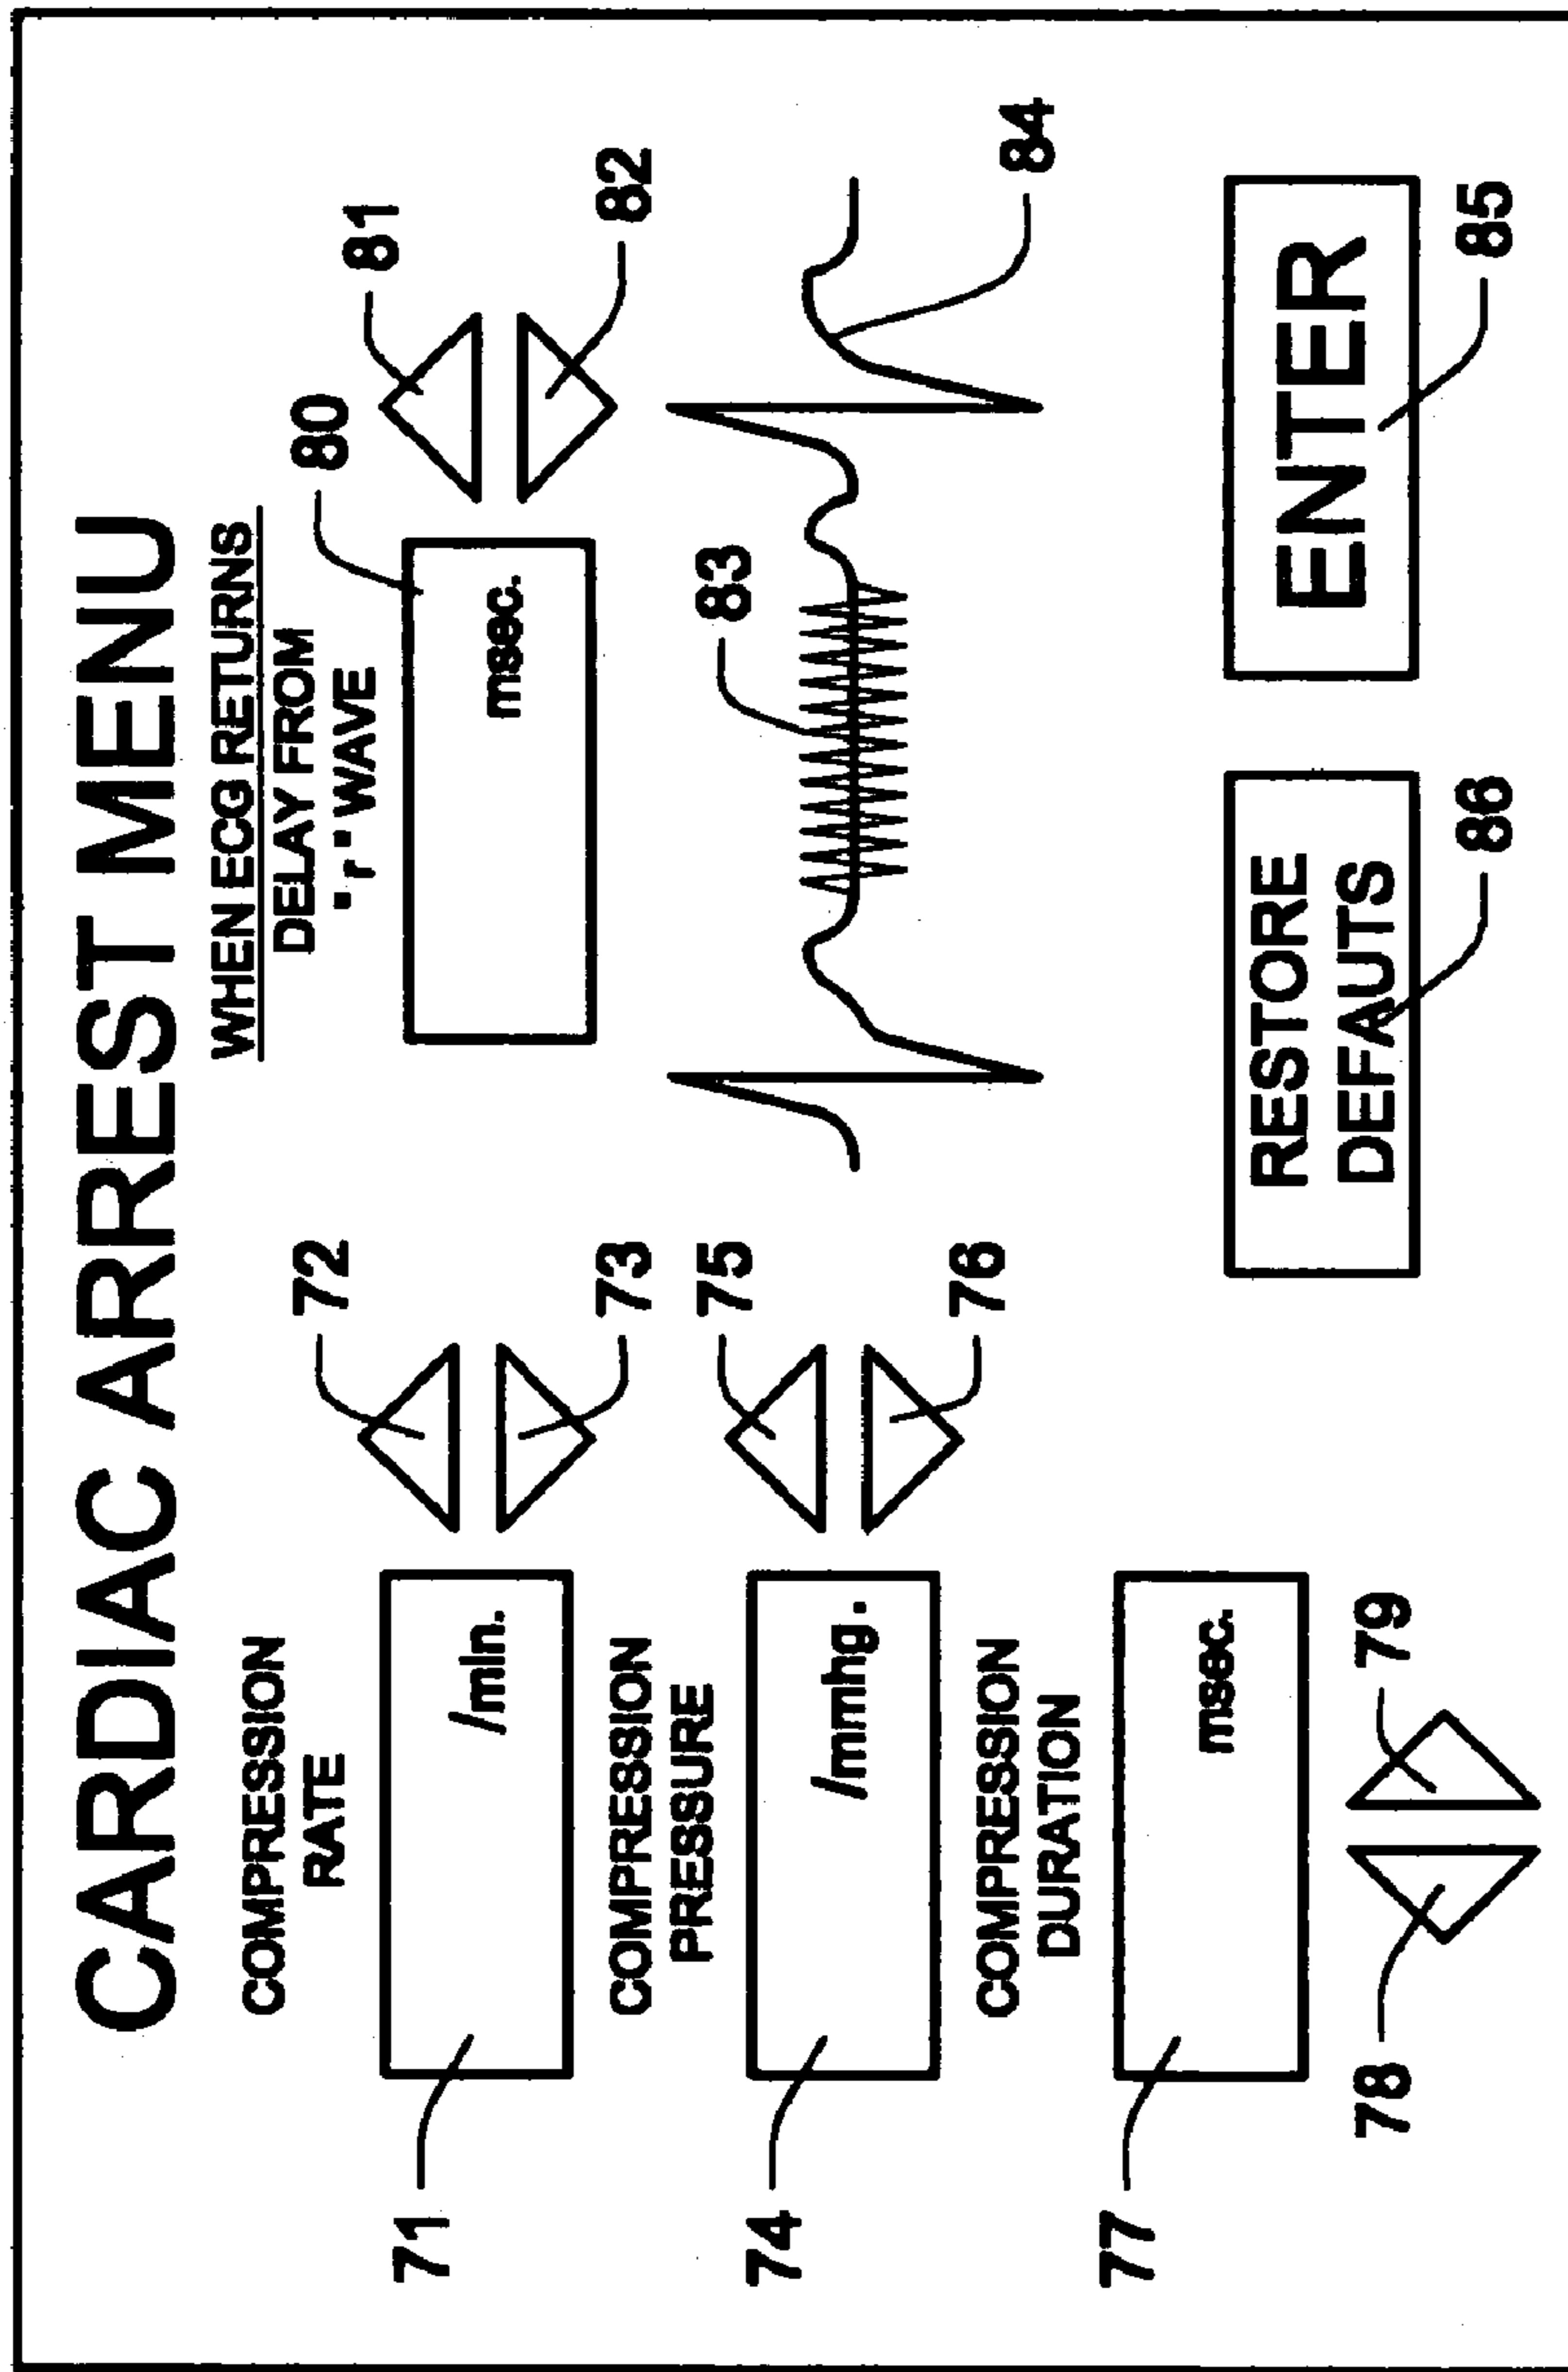 CARDIAC ARREST MENU
COMPRESSION
RATE
71
/min.
72
73
COMPRESSION
PRESSURE
74
/mmhg.
75
76
COMPRESSION
DURATION
77
msec.
78
79
WHEN ECG RETURNS
DELAY FROM
"r" WAVE
80
msec.
81
82
83
84
RESTORE
DEFAUTS
86
ENTER
85